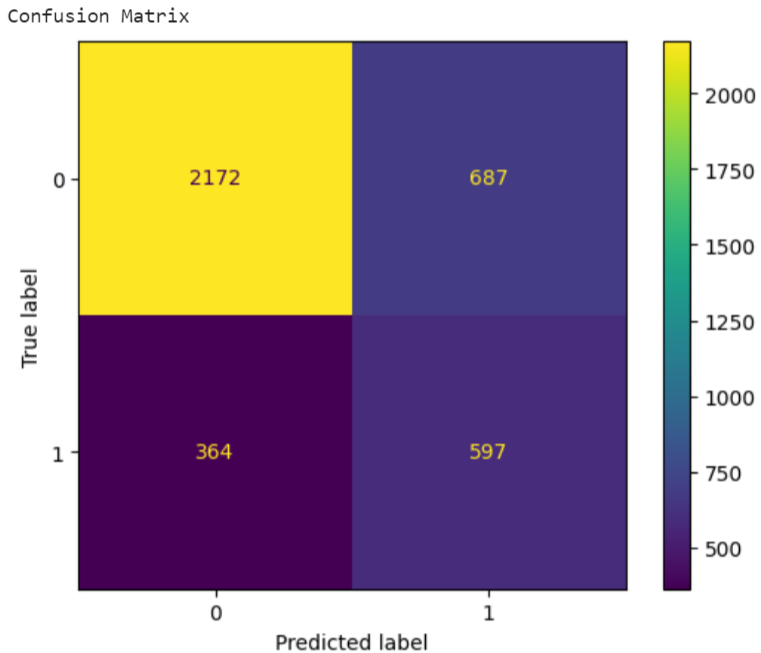 Confusion Matrix
2000
0 2172 687
1750
1500
True label
1250
1000
1 364 597
750
500
0 1
Predicted label